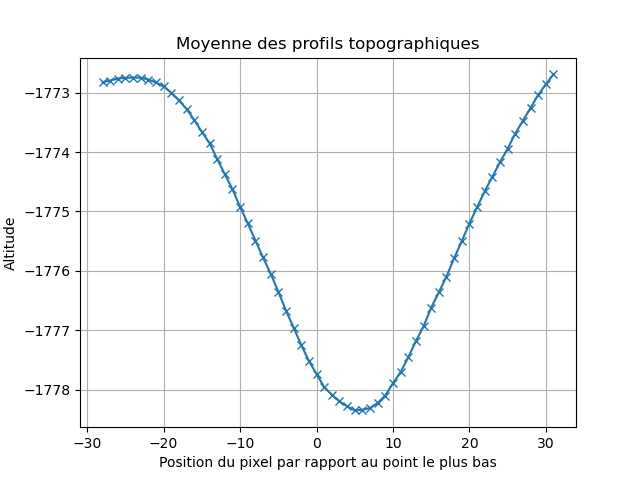 Moyenne des profils topographiques
Altitude
−1773
−1774
−1775
−1776
−1777
−1778
−30 −20 −10 0 10 20 30
Position du pixel par rapport au point le plus bas